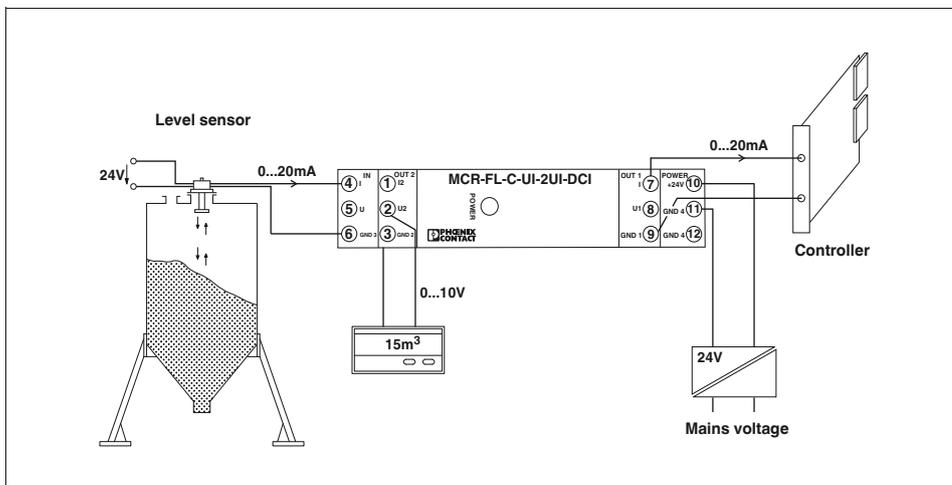 Level sensor
24V
0...20mA
IN
4 I
5 U
6 GND 3
OUT 2
1 I2
2 U2
3 GND 2
MCR-FL-C-UI-2UI-DCI
POWER
PHŒNIX
CONTACT
OUT 1
I 7
U1 8
GND 1 9
POWER
+24V 10
GND 4 11
GND 4 12
0...20mA
Controller
0...10V
15m³
24V
Mains voltage